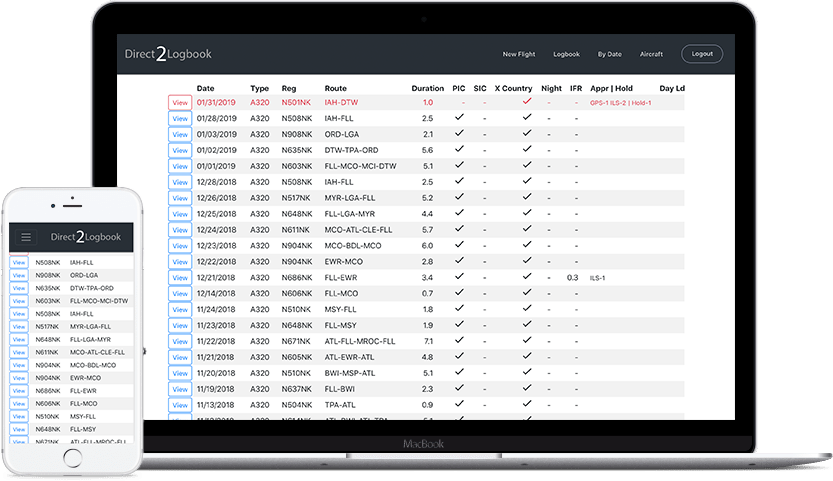 Direct2Logbook New Flight Logbook By Date Aircraft Logout
Date Type Reg Route Duration PIC SIC X Country Night IFR Appr | Hold Day Ld
View 01/31/2019 A320 N501NK IAH-DTW 1.0 - - ✓ - - GPS-1 ILS-2 | Hold-1
View 01/28/2019 A320 N508NK IAH-FLL 2.5 ✓ - ✓ - -
View 01/03/2019 A320 N908NK ORD-LGA 2.1 ✓ - ✓ - -
View 01/02/2019 A320 N635NK DTW-TPA-ORD 5.6 ✓ - ✓ - -
View 01/01/2019 A320 N603NK FLL-MCO-MCI-DTW 5.1 ✓ - ✓ - -
View 12/28/2018 A320 N508NK IAH-FLL 2.5 ✓ - ✓ - -
View 12/26/2018 A320 N517NK MYR-LGA-FLL 5.2 ✓ - ✓ - -
View 12/25/2018 A320 N648NK FLL-LGA-MYR 4.4 ✓ - ✓ - -
View 12/24/2018 A320 N611NK MCO-ATL-CLE-FLL 5.7 ✓ - ✓ - -
View 12/23/2018 A320 N904NK MCO-BDL-MCO 6.0 ✓ - ✓ - -
View 12/22/2018 A320 N904NK EWR-MCO 2.8 ✓ - ✓ - -
View 12/21/2018 A320 N686NK FLL-EWR 3.4 ✓ - ✓ - 0.3 ILS-1
View 12/14/2018 A320 N606NK FLL-MCO 0.7 ✓ - ✓ - -
View 11/24/2018 A320 N510NK MSY-FLL 1.8 ✓ - ✓ - -
View 11/23/2018 A320 N648NK FLL-MSY 1.9 ✓ - ✓ - -
View 11/22/2018 A320 N671NK ATL-FLL-MROC-FLL 7.1 ✓ - ✓ - -
View 11/21/2018 A320 N605NK ATL-EWR-ATL 4.8 ✓ - ✓ - -
View 11/20/2018 A320 N510NK BWI-MSP-ATL 5.1 ✓ - ✓ - -
View 11/19/2018 A320 N637NK FLL-BWI 2.3 ✓ - ✓ - -
View 11/13/2018 A320 N504NK TPA-ATL 0.9 ✓ - ✓ - -
MacBook
Direct2Logbook
View N508NK IAH-FLL
View N908NK ORD-LGA
View N635NK DTW-TPA-ORD
View N603NK FLL-MCO-MCI-DTW
View N508NK IAH-FLL
View N517NK MYR-LGA-FLL
View N648NK FLL-LGA-MYR
View N611NK MCO-ATL-CLE-FLL
View N904NK MCO-BDL-MCO
View N904NK EWR-MCO
View N686NK FLL-EWR
View N606NK FLL-MCO
View N510NK MSY-FLL
View N648NK FLL-MSY
View N671NK ATL-FLL-MROC-FLL